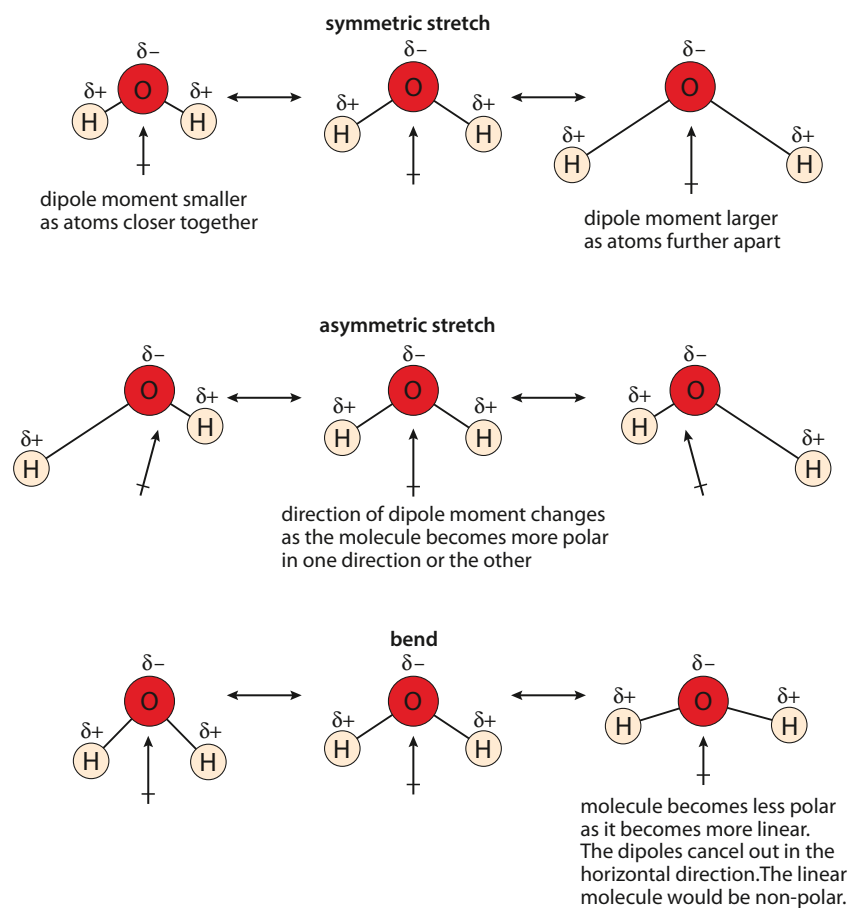 symmetric stretch
δ– δ– δ–
δ+ O δ+ δ+ O δ+ δ+ O δ+
H H H H H H
dipole moment smaller
as atoms closer together
dipole moment larger
as atoms further apart
asymmetric stretch
δ– δ– δ–
δ+ O δ+ δ+ O δ+ δ+ O δ+
H H H H H H
direction of dipole moment changes
as the molecule becomes more polar
in one direction or the other
bend
δ– δ– δ–
δ+ O δ+ δ+ O δ+ δ+ O δ+
H H H H H H
molecule becomes less polar
as it becomes more linear.
The dipoles cancel out in the
horizontal direction.The linear
molecule would be non-polar.